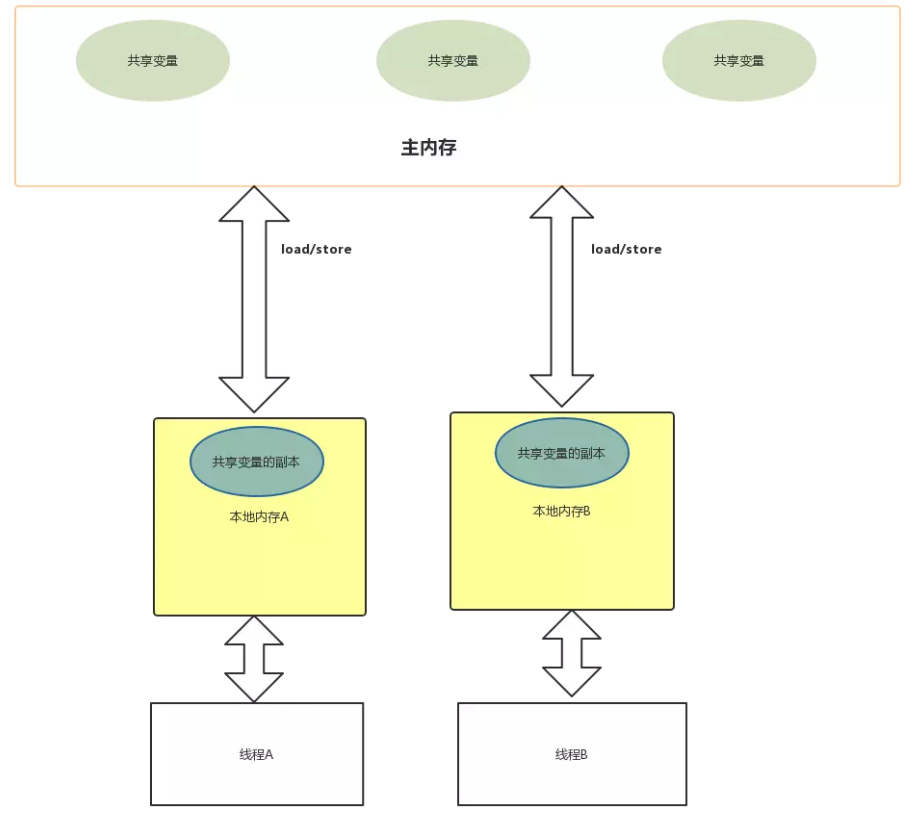 共享变量
共享变量
共享变量
主内存
load/store
load/store
共享变量的副本
共享变量的副本
本地内存A
本地内存B
线程A
线程B